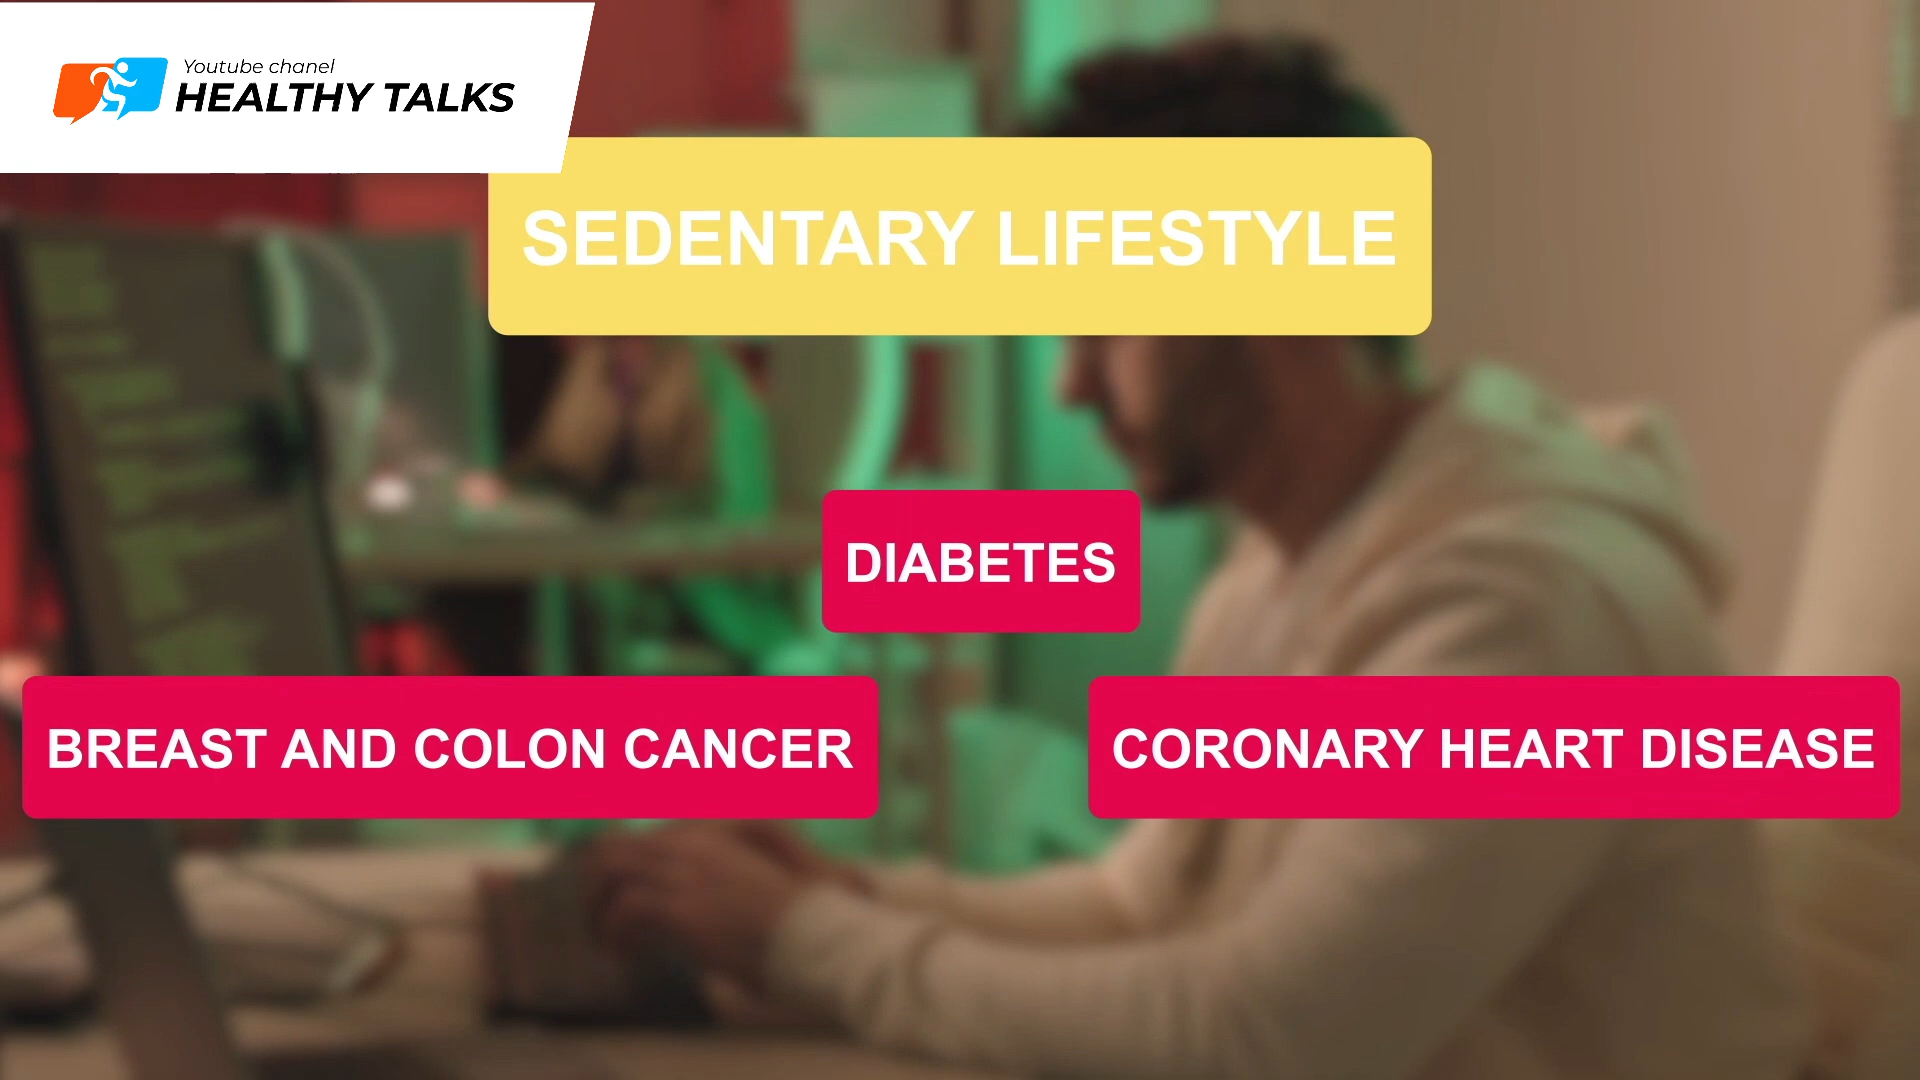 Youtube chanel
HEALTHY TALKS
SEDENTARY LIFESTYLE
DIABETES
BREAST AND COLON CANCER
CORONARY HEART DISEASE